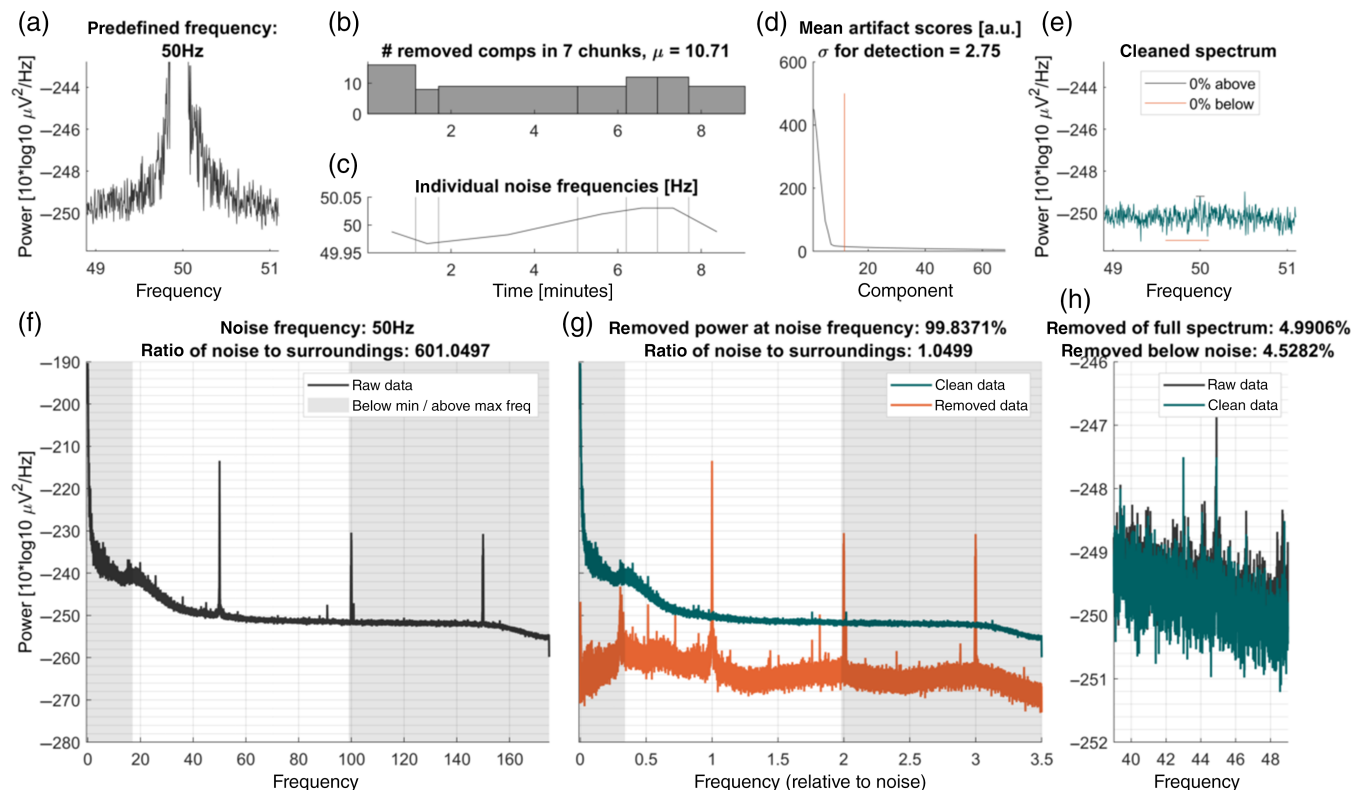 (a)
Predefined frequency:
50Hz
Power [10*log10 μV²/Hz]
−244
−246
−248
−250
49
50
51
Frequency
(b)
# removed comps in 7 chunks, μ = 10.71
10
0
2
4
6
8
(c)
Individual noise frequencies [Hz]
50.05
50
49.95
2
4
6
8
Time [minutes]
(d)
Mean artifact scores [a.u.]
σ for detection = 2.75
600
400
200
0
20
40
60
Component
(e)
Cleaned spectrum
0% above
0% below
Power [10*log10 μV²/Hz]
−244
−246
−248
−250
49
50
51
Frequency
(f)
Noise frequency: 50Hz
Ratio of noise to surroundings: 601.0497
Raw data
Below min / above max freq
Power [10*log10 μV²/Hz]
−190
−200
−210
−220
−230
−240
−250
−260
−270
−280
0
20
40
60
80
100
120
140
160
Frequency
(g)
Removed power at noise frequency: 99.8371%
Ratio of noise to surroundings: 1.0499
Clean data
Removed data
0
0.5
1
1.5
2
2.5
3
3.5
Frequency (relative to noise)
(h)
Removed of full spectrum: 4.9906%
Removed below noise: 4.5282%
Raw data
Clean data
−246
−247
−248
−249
−250
−251
−252
40
42
44
46
48
Frequency